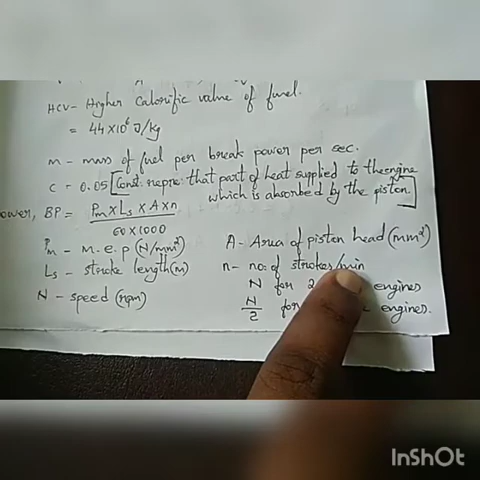 HCV - Higher Calorific value of fuel.
= 44×10⁶ J/kg
m - mass of fuel per break power per sec.
C = 0.05 [Const. repre. that part of heat supplied to the engine which is absorbed by the piston.]
ower, BP = Pm × Ls × A × n / 60 × 1000
Pm - m.e.p (N/mm²)
A - Area of piston head (mm²)
Ls - stroke length (m)
n - no. of strokes/min
N for 2 engines
N - speed (rpm)
N/2 for engines.
InShOt